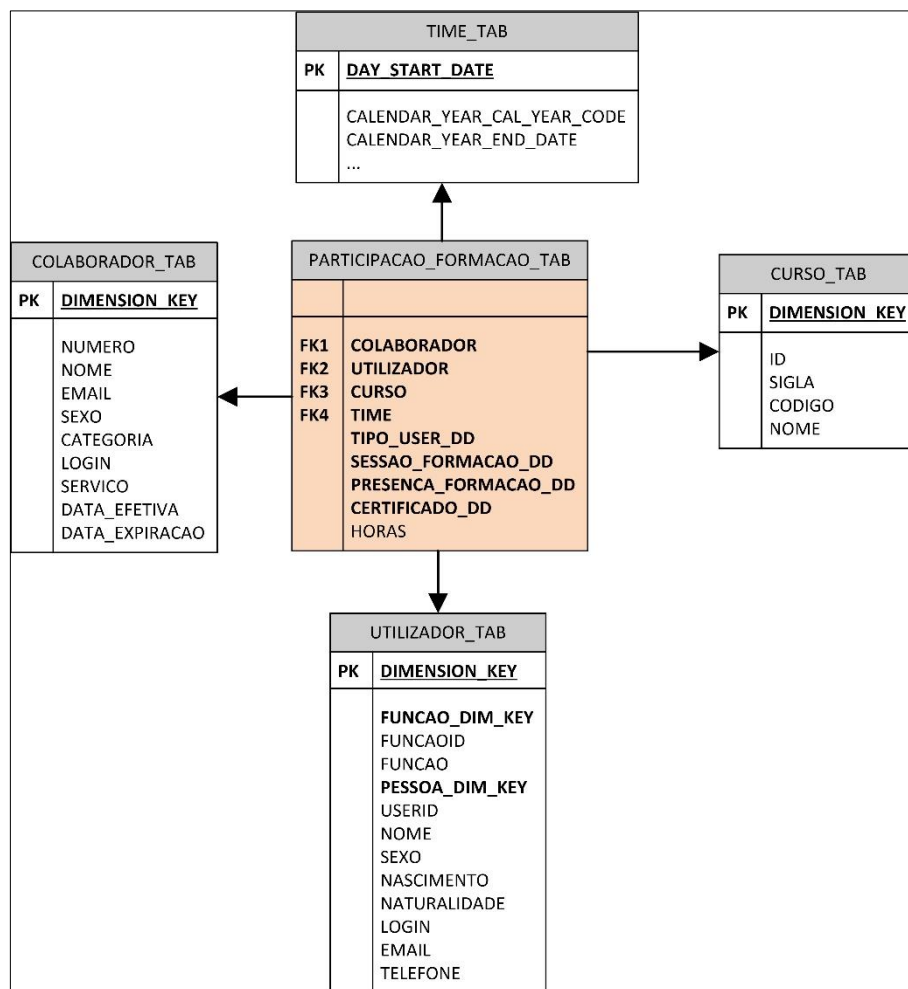 TIME_TAB
PK DAY_START_DATE
CALENDAR_YEAR_CAL_YEAR_CODE
CALENDAR_YEAR_END_DATE
...
COLABORADOR_TAB
PK DIMENSION_KEY
NUMERO
NOME
EMAIL
SEXO
CATEGORIA
LOGIN
SERVICO
DATA_EFETIVA
DATA_EXPIRACAO
PARTICIPACAO_FORMACAO_TAB
FK1 COLABORADOR
FK2 UTILIZADOR
FK3 CURSO
FK4 TIME
TIPO_USER_DD
SESSAO_FORMACAO_DD
PRESENCA_FORMACAO_DD
CERTIFICADO_DD
HORAS
CURSO_TAB
PK DIMENSION_KEY
ID
SIGLA
CODIGO
NOME
UTILIZADOR_TAB
PK DIMENSION_KEY
FUNCAO_DIM_KEY
FUNCAOID
FUNCAO
PESSOA_DIM_KEY
USERID
NOME
SEXO
NASCIMENTO
NATURALIDADE
LOGIN
EMAIL
TELEFONE